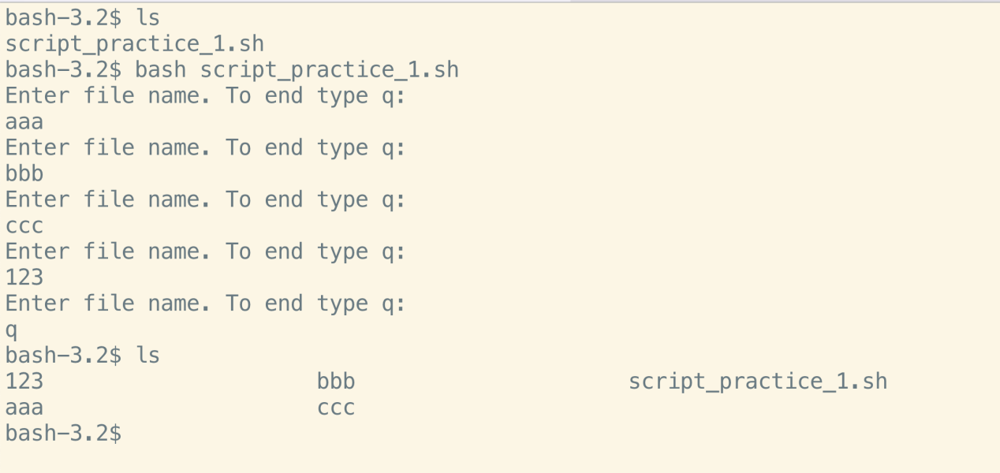 bash-3.2$ ls
script_practice_1.sh
bash-3.2$ bash script_practice_1.sh
Enter file name. To end type q:
aaa
Enter file name. To end type q:
bbb
Enter file name. To end type q:
ccc
Enter file name. To end type q:
123
Enter file name. To end type q:
q
bash-3.2$ ls
123 bbb script_practice_1.sh
aaa ccc
bash-3.2$